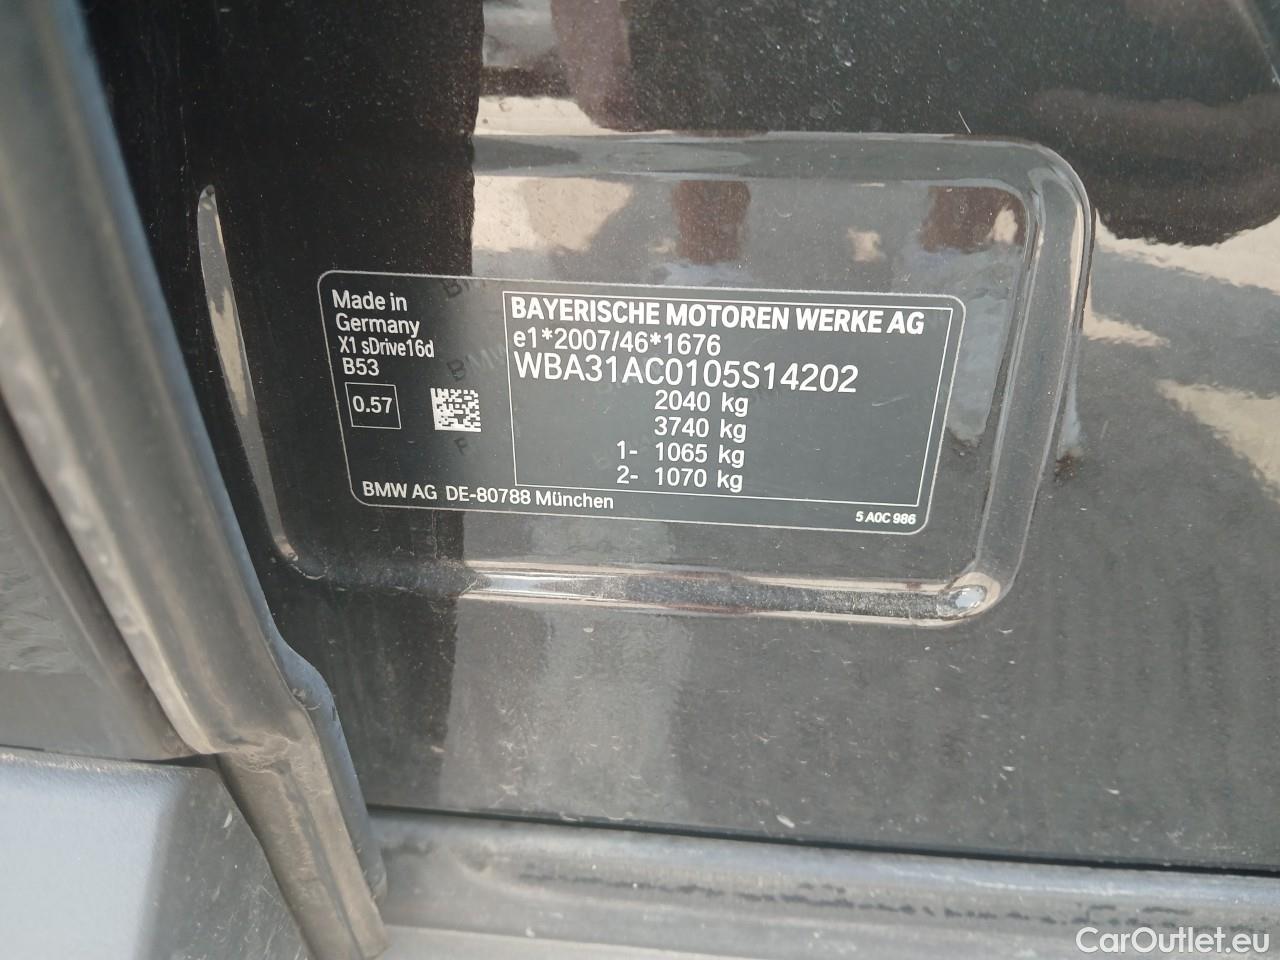 Made in
Germany
X1 sDrive16d
B53
0.57
BAYERISCHE MOTOREN WERKE AG
e1*2007/46*1676
WBA31AC0105S14202
2040 kg
3740 kg
1- 1065 kg
2- 1070 kg
BMW AG DE-80788 München
5 A0C 986
CarOutlet.eu